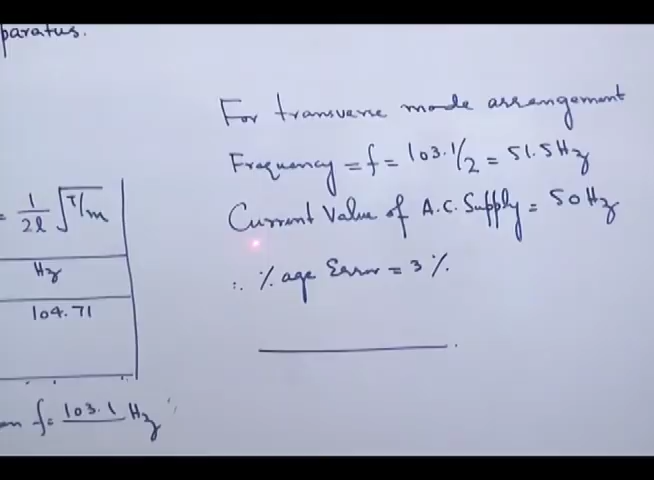 paratus.
For transverse mode arrangement
Frequency = f = 103.1/2 = 51.5 Hz
= 1/2l √T/m
Current Value of A.C. Supply = 50 Hz
Hz
∴ % age Error = 3 %.
104.71
an f = 103.1 Hz